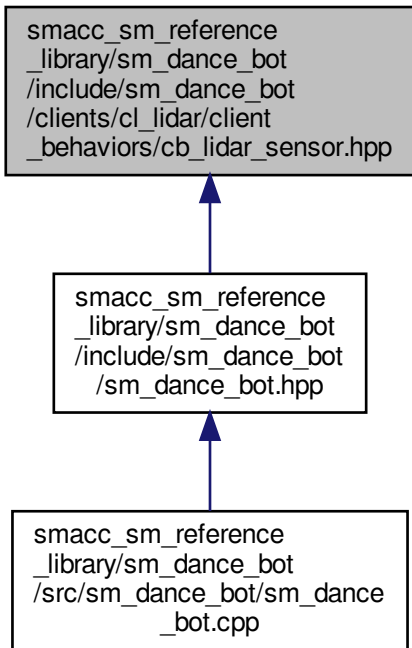 smacc_sm_reference
_library/sm_dance_bot
/include/sm_dance_bot
/clients/cl_lidar/client
_behaviors/cb_lidar_sensor.hpp
smacc_sm_reference
_library/sm_dance_bot
/include/sm_dance_bot
/sm_dance_bot.hpp
smacc_sm_reference
_library/sm_dance_bot
/src/sm_dance_bot/sm_dance
_bot.cpp